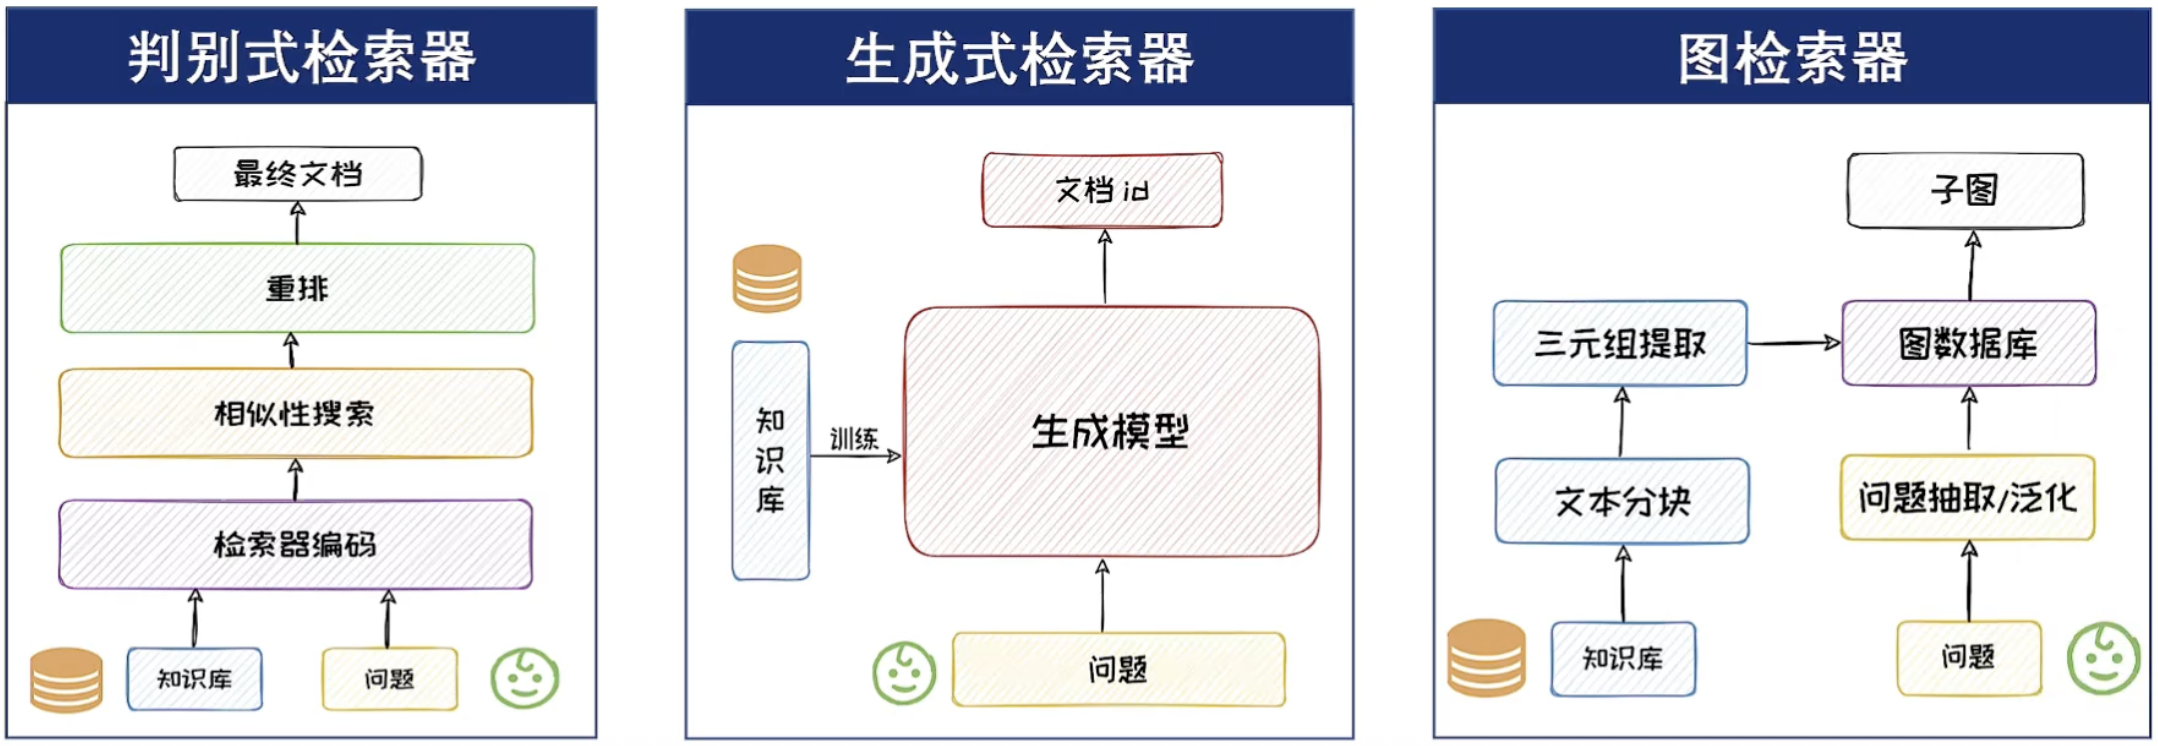 判别式检索器
最终文档
重排
相似性搜索
检索器编码
知识库
问题
生成式检索器
文档 id
知识库
训练
生成模型
问题
图检索器
子图
三元组提取
图数据库
文本分块
问题抽取/泛化
知识库
问题